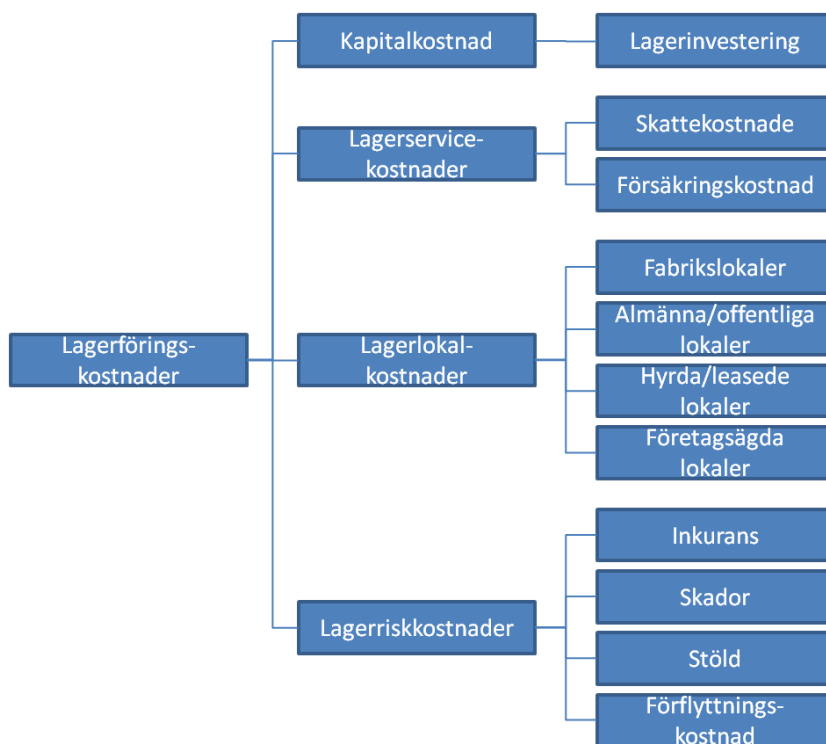 Kapitalkostnad
Lagerinvestering
Lagerservice-
kostnader
Skattekostnade
Försäkringskostnad
Lagerförings-
kostnader
Lagerlokal-
kostnader
Fabrikslokaler
Almänna/offentliga
lokaler
Hyrda/leasede
lokaler
Företagsägda
lokaler
Lagerriskkostnader
Inkurans
Skador
Stöld
Förflyttnings-
kostnad